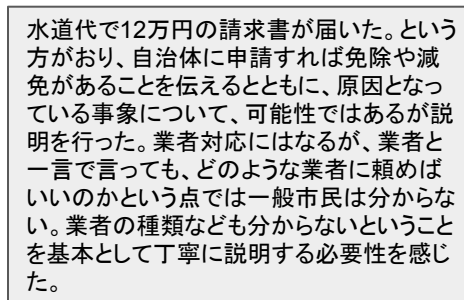 水道代で12万円の請求書が届いた。という
方がおり、自治体に申請すれば免除や減
免があることを伝えるとともに、原因となっ
ている事象について、可能性ではあるが説
明を行った。業者対応にはなるが、業者と
一言で言っても、どのような業者に頼めば
いいのかという点では一般市民は分からな
い。業者の種類なども分からないということ
を基本として丁寧に説明する必要性を感じ
た。